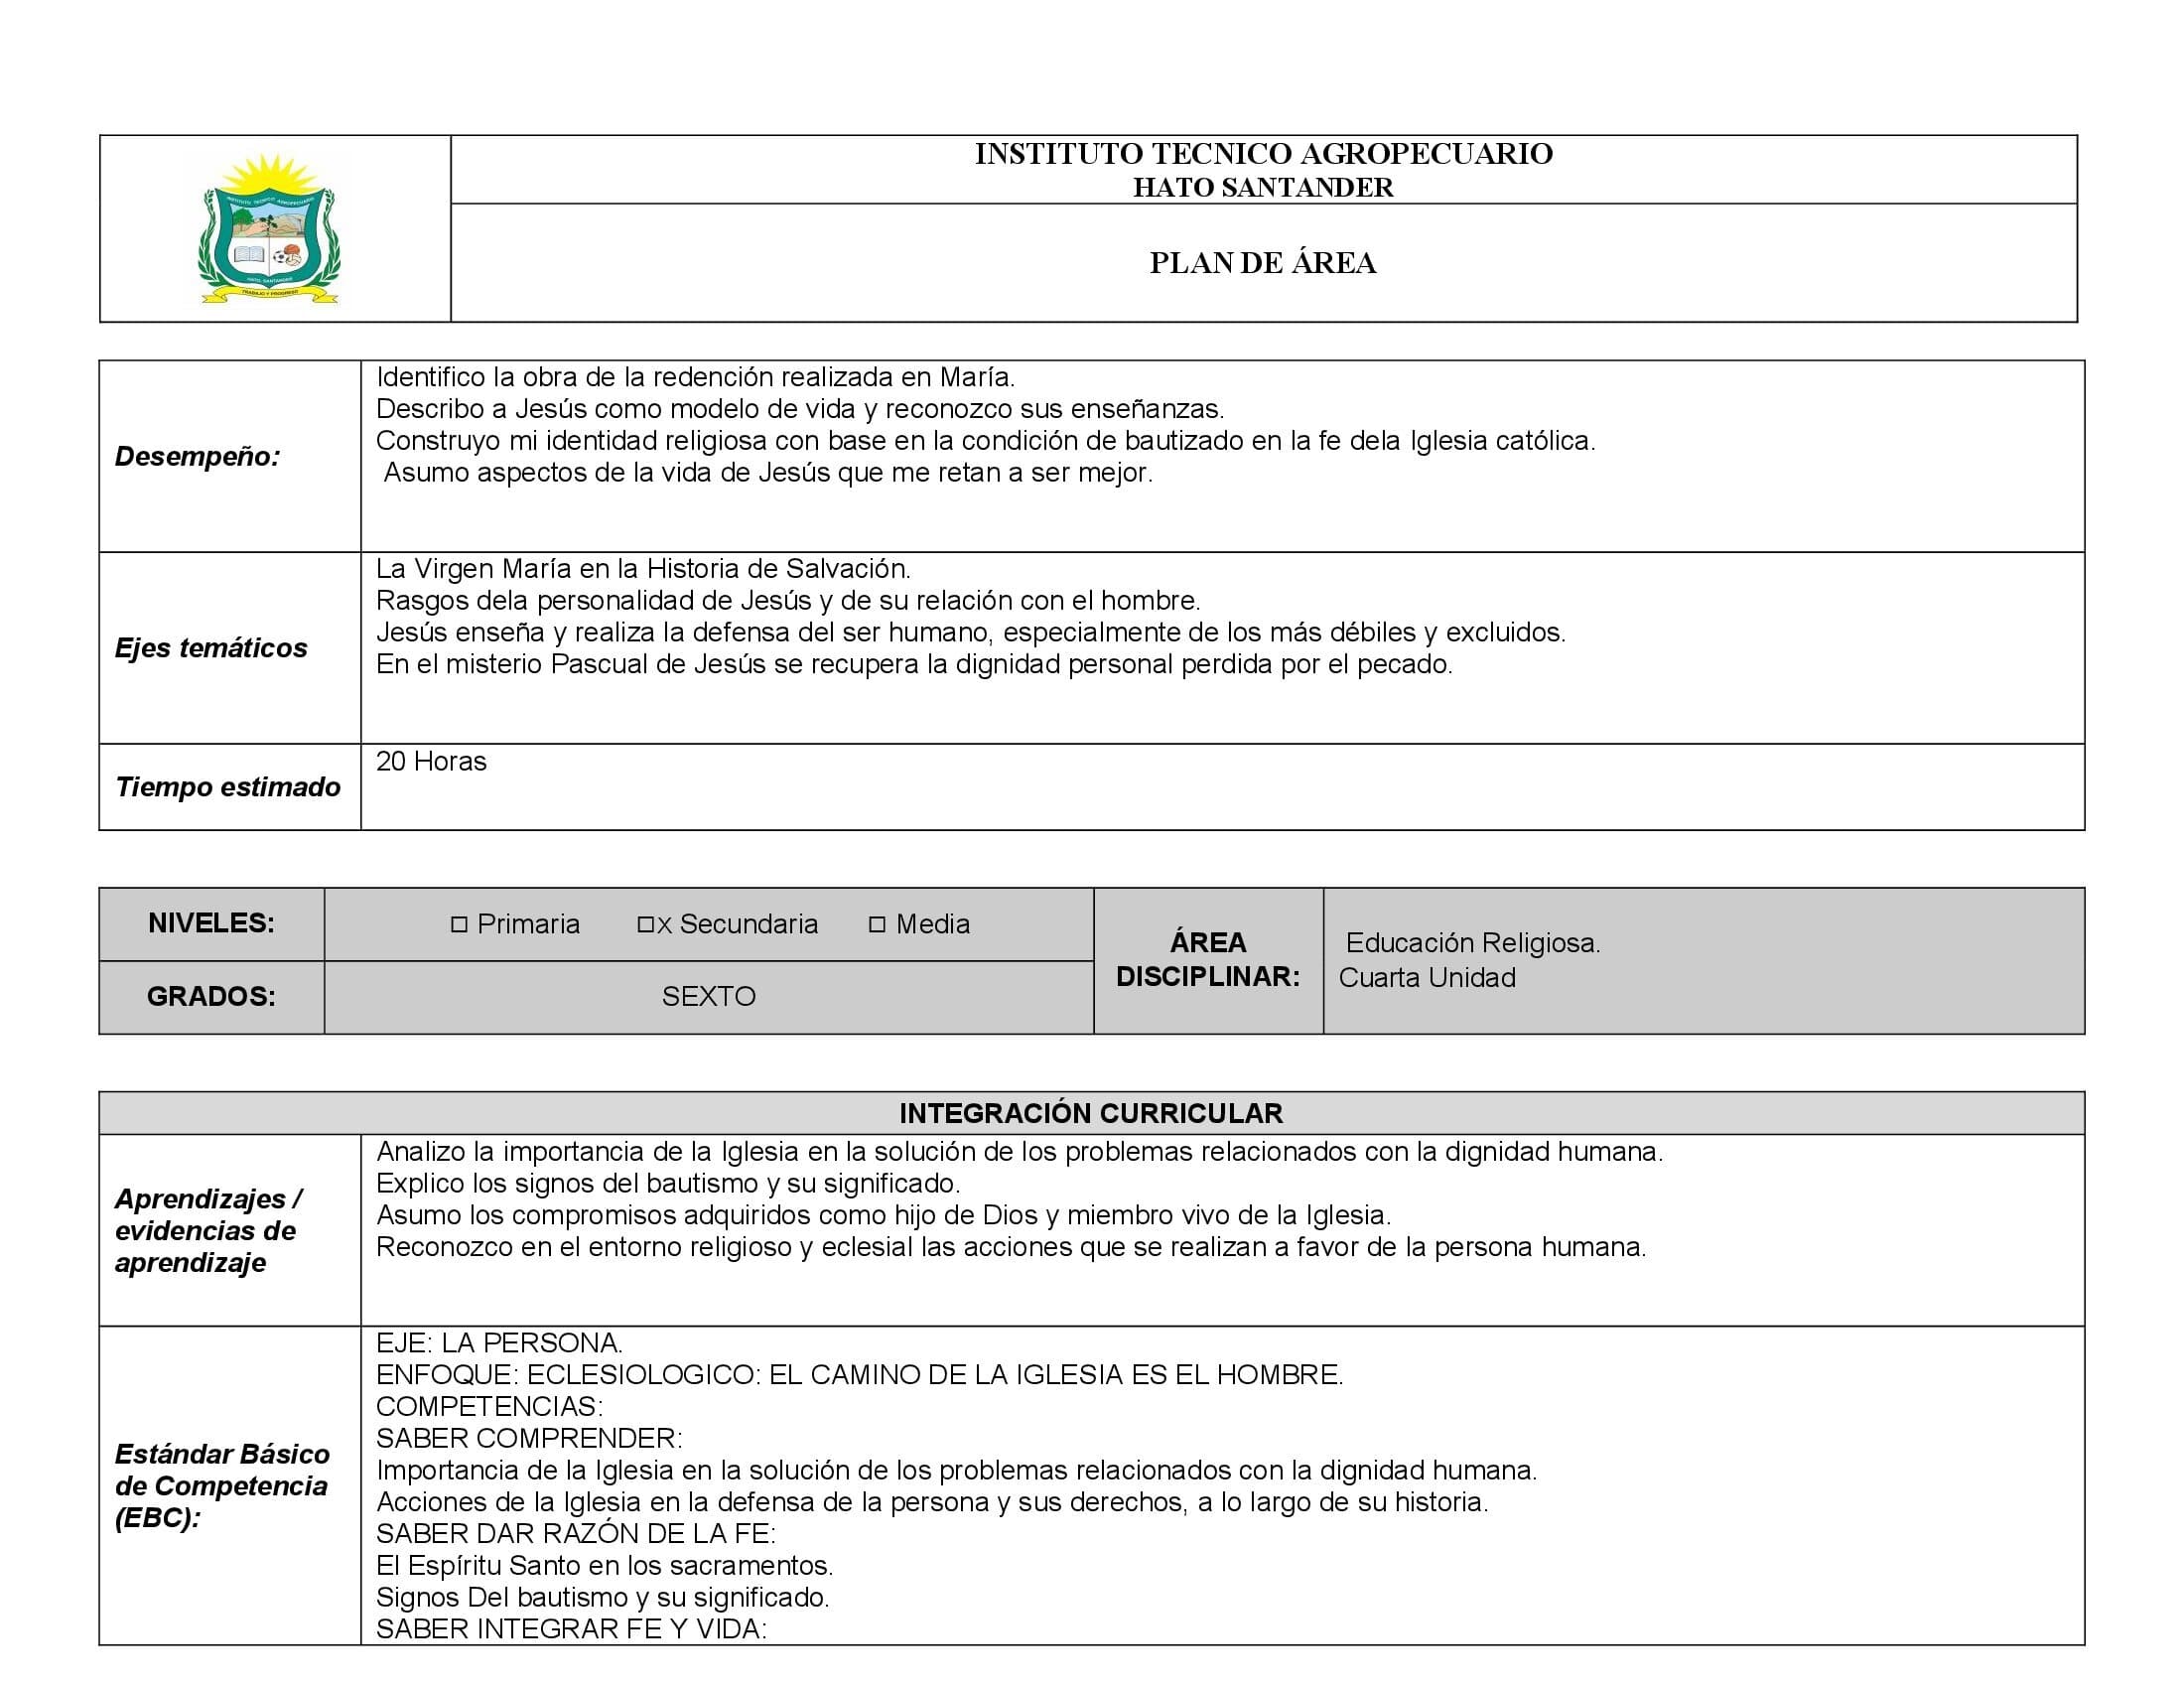 INSTITUTO TECNICO AGROPECUARIO
HATO SANTANDER
PLAN DE ÁREA
INSTITUTO TECNICO AGROPECUARIO
HATO SANTANDER
TRABAJO Y PROGRESO
Desempeño:
Identifico la obra de la redención realizada en María.
Describo a Jesús como modelo de vida y reconozco sus enseñanzas.
Construyo mi identidad religiosa con base en la condición de bautizado en la fe dela Iglesia católica.
Asumo aspectos de la vida de Jesús que me retan a ser mejor.
Ejes temáticos
La Virgen María en la Historia de Salvación.
Rasgos dela personalidad de Jesús y de su relación con el hombre.
Jesús enseña y realiza la defensa del ser humano, especialmente de los más débiles y excluidos.
En el misterio Pascual de Jesús se recupera la dignidad personal perdida por el pecado.
Tiempo estimado
20 Horas
NIVELES:
□ Primaria □x Secundaria □ Media
GRADOS:
SEXTO
ÁREA
DISCIPLINAR:
Educación Religiosa.
Cuarta Unidad
INTEGRACIÓN CURRICULAR
Aprendizajes /
evidencias de
aprendizaje
Analizo la importancia de la Iglesia en la solución de los problemas relacionados con la dignidad humana.
Explico los signos del bautismo y su significado.
Asumo los compromisos adquiridos como hijo de Dios y miembro vivo de la Iglesia.
Reconozco en el entorno religioso y eclesial las acciones que se realizan a favor de la persona humana.
Estándar Básico
de Competencia
(EBC):
EJE: LA PERSONA.
ENFOQUE: ECLESIOLOGICO: EL CAMINO DE LA IGLESIA ES EL HOMBRE.
COMPETENCIAS:
SABER COMPRENDER:
Importancia de la Iglesia en la solución de los problemas relacionados con la dignidad humana.
Acciones de la Iglesia en la defensa de la persona y sus derechos, a lo largo de su historia.
SABER DAR RAZÓN DE LA FE:
El Espíritu Santo en los sacramentos.
Signos Del bautismo y su significado.
SABER INTEGRAR FE Y VIDA: